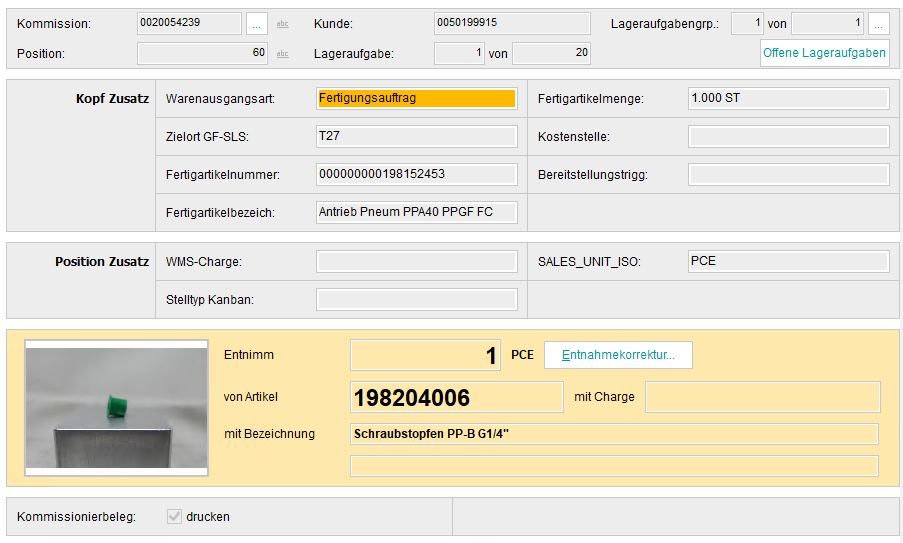 Kommission: 0020054239 ... abc Kunde: 0050199915 Lageraufgabengrp.: 1 von 1 ...
Position: 60 abc Lageraufgabe: 1 von 20 Offene Lageraufgaben
Kopf Zusatz Warenausgangsart: Fertigungsauftrag Fertigartikelmenge: 1.000 ST
Zielort GF-SLS: T27 Kostenstelle:
Fertigartikelnummer: 000000000198152453 Bereitstellungstrigg:
Fertigartikelbezeich: Antrieb Pneum PPA40 PPGF FC
Position Zusatz WMS-Charge: SALES_UNIT_ISO: PCE
Stelltyp Kanban:
Entnimm 1 PCE Entnahmekorrektur...
von Artikel 198204006 mit Charge
mit Bezeichnung Schraubstopfen PP-B G1/4"
Kommissionierbeleg: drucken